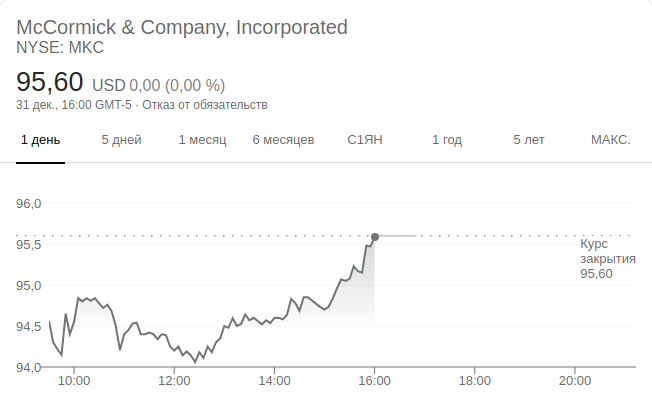 McCormick & Company, Incorporated
NYSE: MKC
95,60 USD 0,00 (0,00 %)
31 дек., 16:00 GMT-5 · Отказ от обязательств
1 день 5 дней 1 месяц 6 месяцев С1ЯН 1 год 5 лет МАКС.
96,0
95,5
95,0
94,5
94,0
Курс
закрытия
95,60
10:00 12:00 14:00 16:00 18:00 20:00